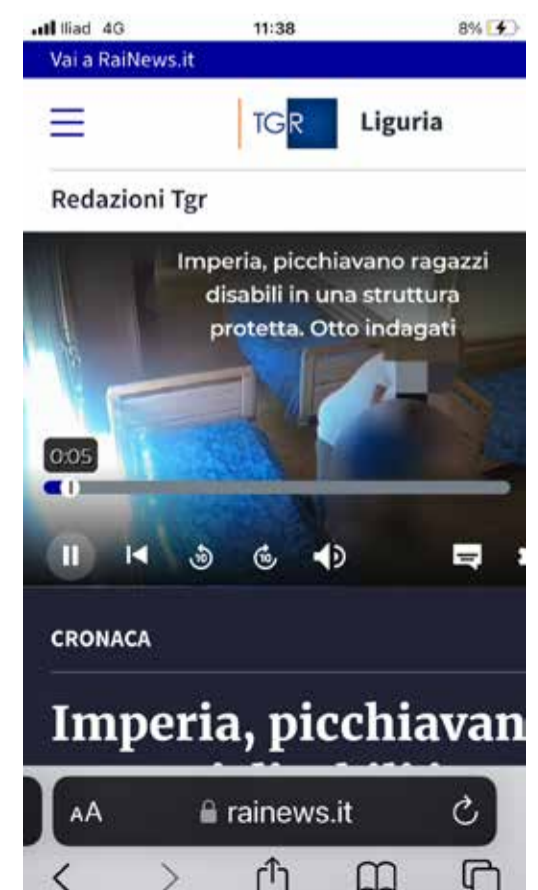 Iliad 4G 11:38 8%
Vai a RaiNews.it
TGR Liguria
Redazioni Tgr
Imperia, picchiavano ragazzi
disabili in una struttura
protetta. Otto indagati
0:05
10 10
CRONACA
Imperia, picchiavan
AA rainews.it